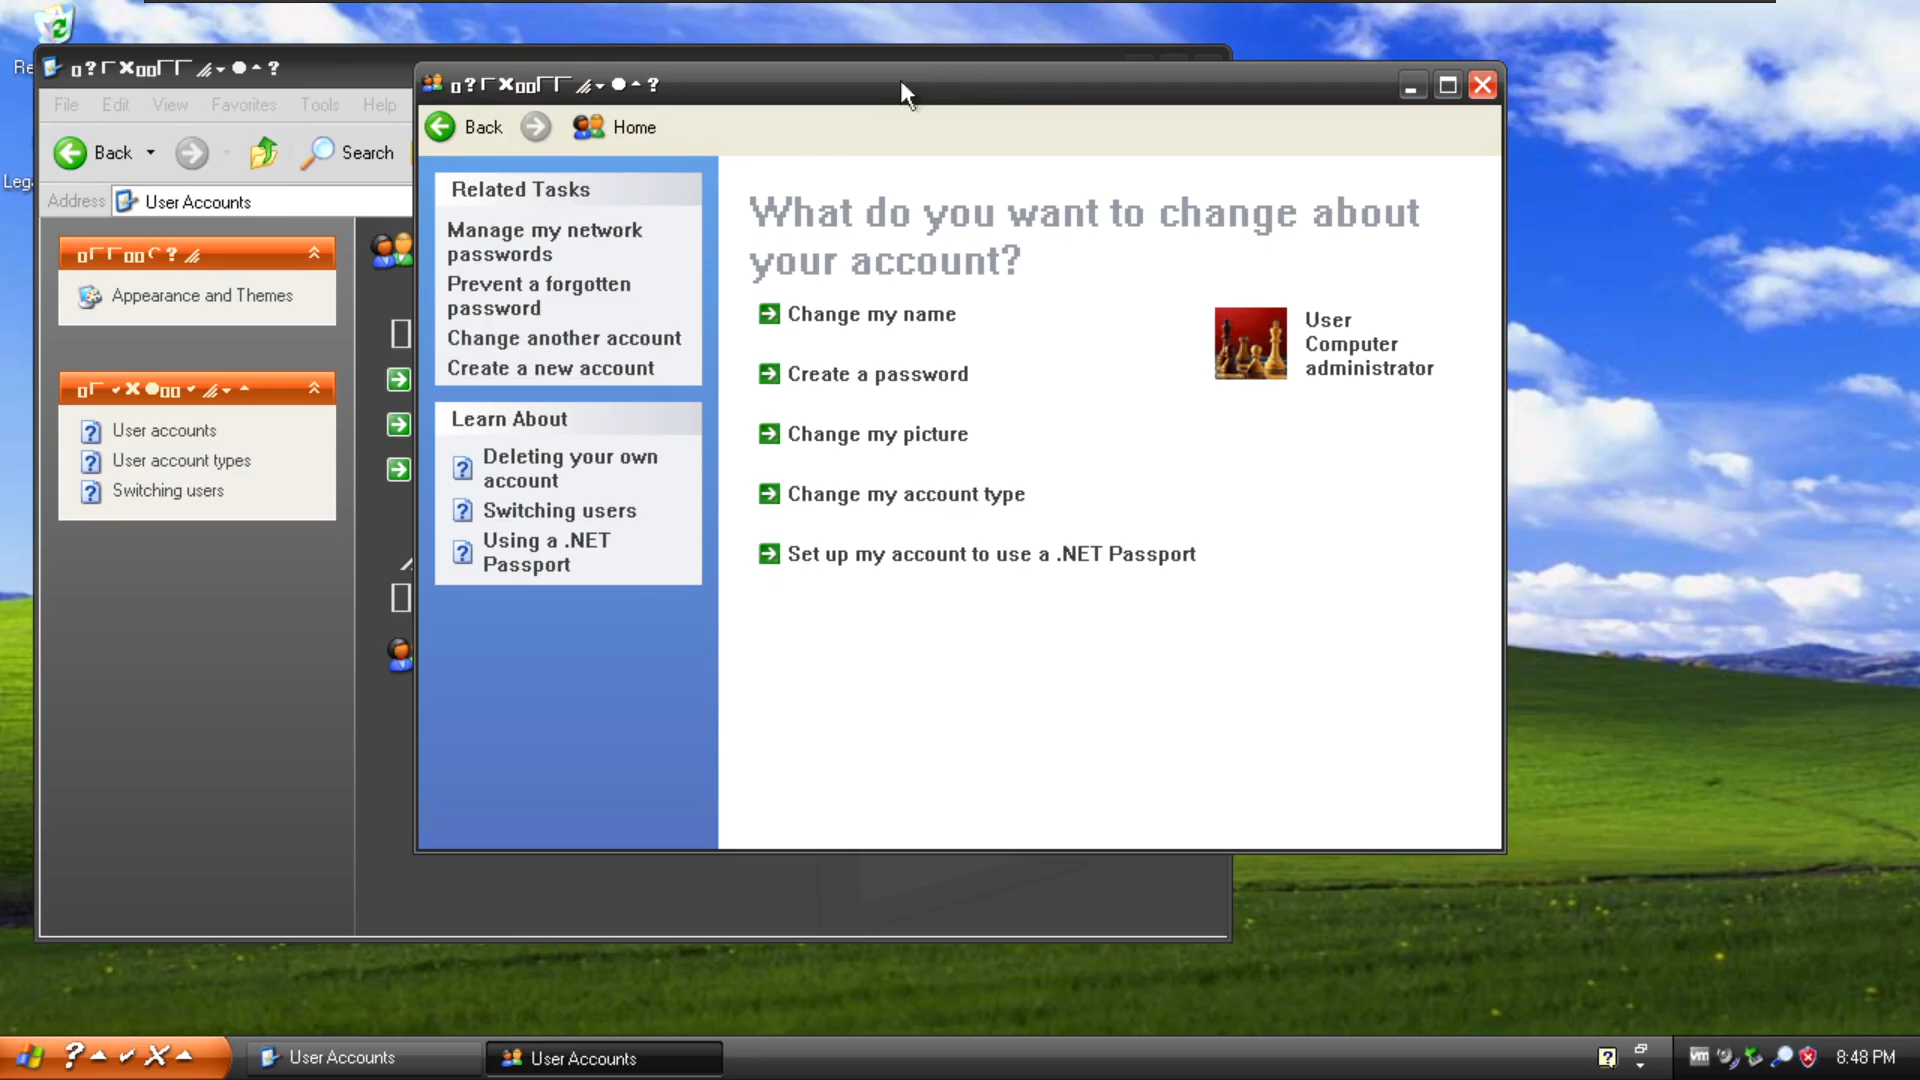 File Edit View Favorites Tools Help
Back
Search
Address
User Accounts
Appearance and Themes
User accounts
User account types
Switching users
Back
Home
Related Tasks
Manage my network
passwords
Prevent a forgotten
password
Change another account
Create a new account
Learn About
Deleting your own
account
Switching users
Using a .NET
Passport
What do you want to change about
your account?
Change my name
Create a password
Change my picture
Change my account type
Set up my account to use a .NET Passport
User
Computer
administrator
User Accounts
User Accounts
vm
8:48 PM